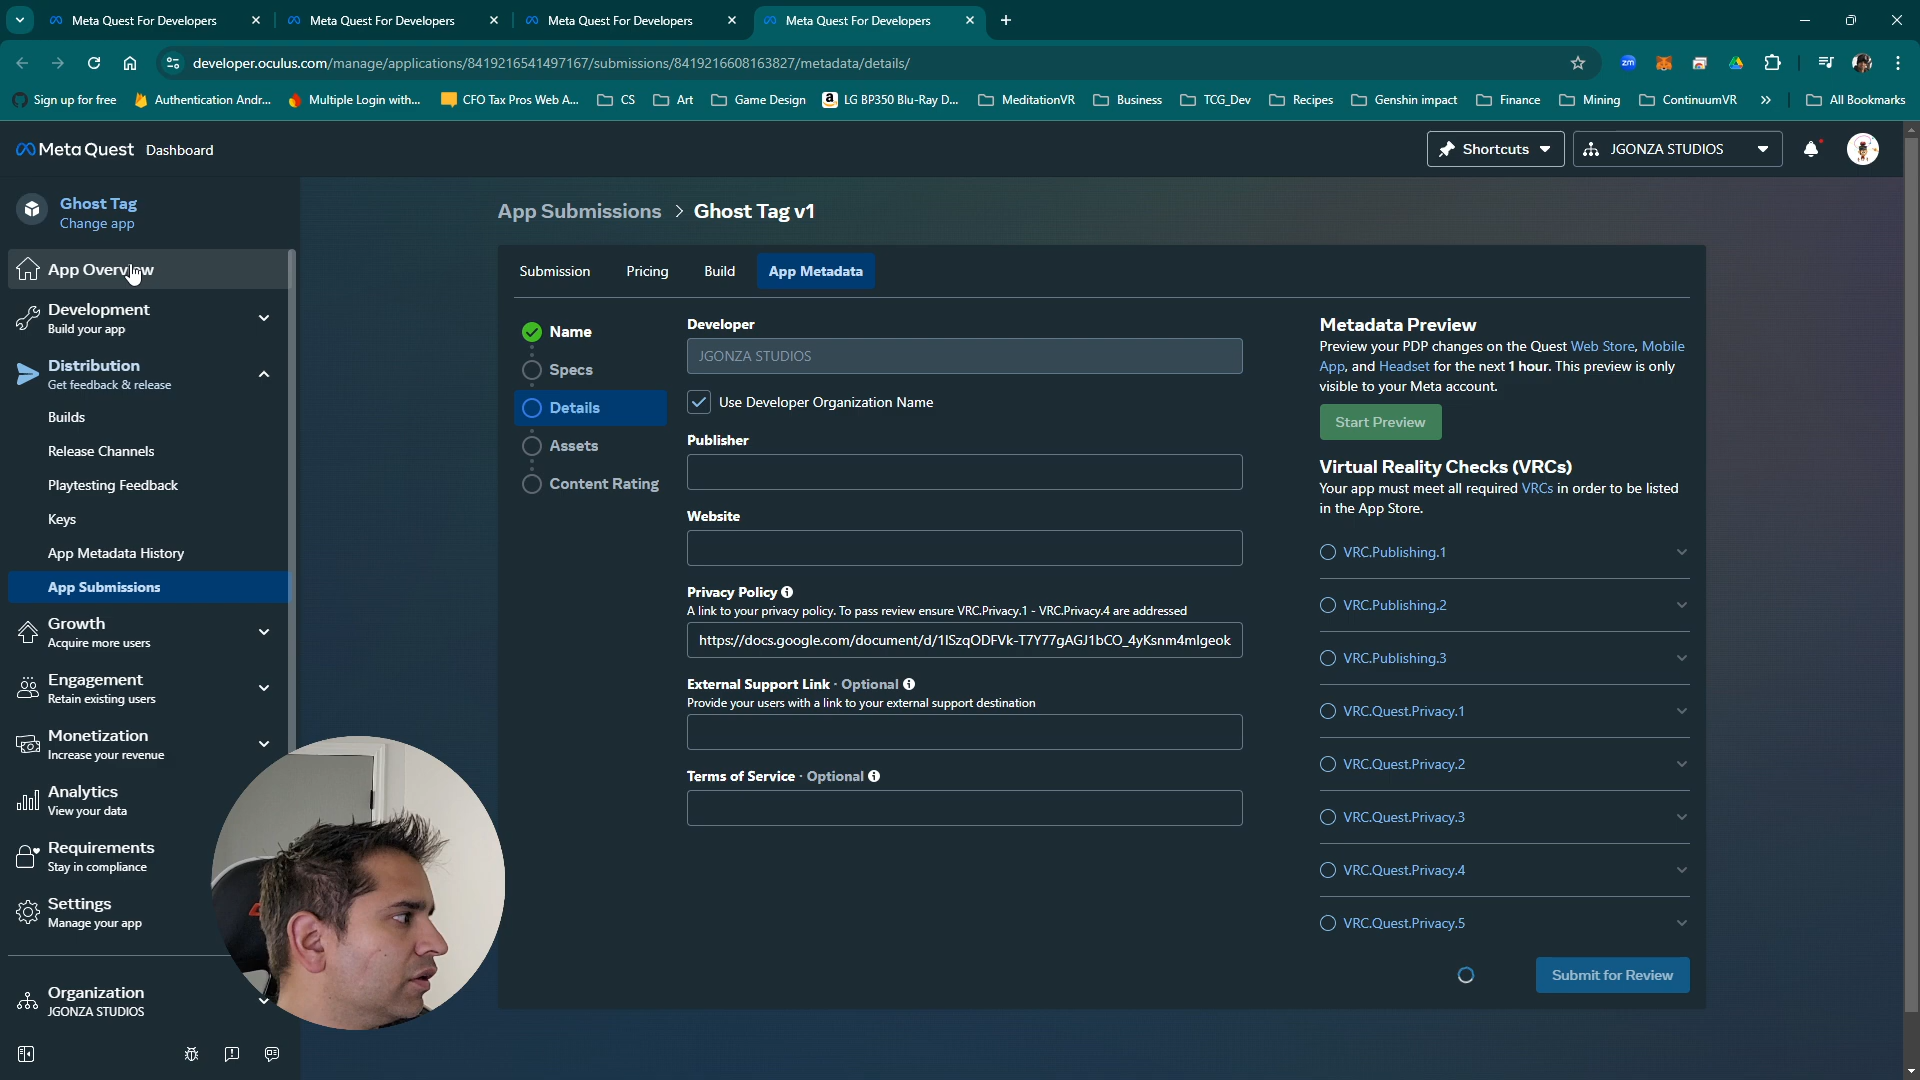 Meta Quest For Developers
Meta Quest For Developers
Meta Quest For Developers
Meta Quest For Developers
developer.oculus.com/manage/applications/8419216541497167/submissions/8419216608163827/metadata/details/
zm
Sign up for free
Authentication Andr...
Multiple Login with...
CFO Tax Pros Web A...
CS
Art
Game Design
LG BP350 Blu-Ray D...
MeditationVR
Business
TCG_Dev
Recipes
Genshin impact
Finance
Mining
ContinuumVR
»
All Bookmarks
Meta Quest Dashboard
Shortcuts
JGONZA STUDIOS
Ghost Tag
Change app
App Overview
Development
Build your app
Distribution
Get feedback & release
Builds
Release Channels
Playtesting Feedback
Keys
App Metadata History
App Submissions
Growth
Acquire more users
Engagement
Retain existing users
Monetization
Increase your revenue
Analytics
View your data
Requirements
Stay in compliance
Settings
Manage your app
Organization
JGONZA STUDIOS
App Submissions > Ghost Tag v1
Submission
Pricing
Build
App Metadata
Name
Specs
Details
Assets
Content Rating
Developer
JGONZA STUDIOS
Use Developer Organization Name
Publisher
Website
Privacy Policy
A link to your privacy policy. To pass review ensure VRC.Privacy.1 - VRC.Privacy.4 are addressed
https://docs.google.com/document/d/1ISzqODFVk-T7Y77gAGJ1bCO_4yKsnm4mlgeok
External Support Link · Optional
Provide your users with a link to your external support destination
Terms of Service · Optional
Metadata Preview
Preview your PDP changes on the Quest Web Store, Mobile
App, and Headset for the next 1 hour. This preview is only
visible to your Meta account.
Start Preview
Virtual Reality Checks (VRCs)
Your app must meet all required VRCs in order to be listed
in the App Store.
VRC.Publishing.1
VRC.Publishing.2
VRC.Publishing.3
VRC.Quest.Privacy.1
VRC.Quest.Privacy.2
VRC.Quest.Privacy.3
VRC.Quest.Privacy.4
VRC.Quest.Privacy.5
Submit for Review